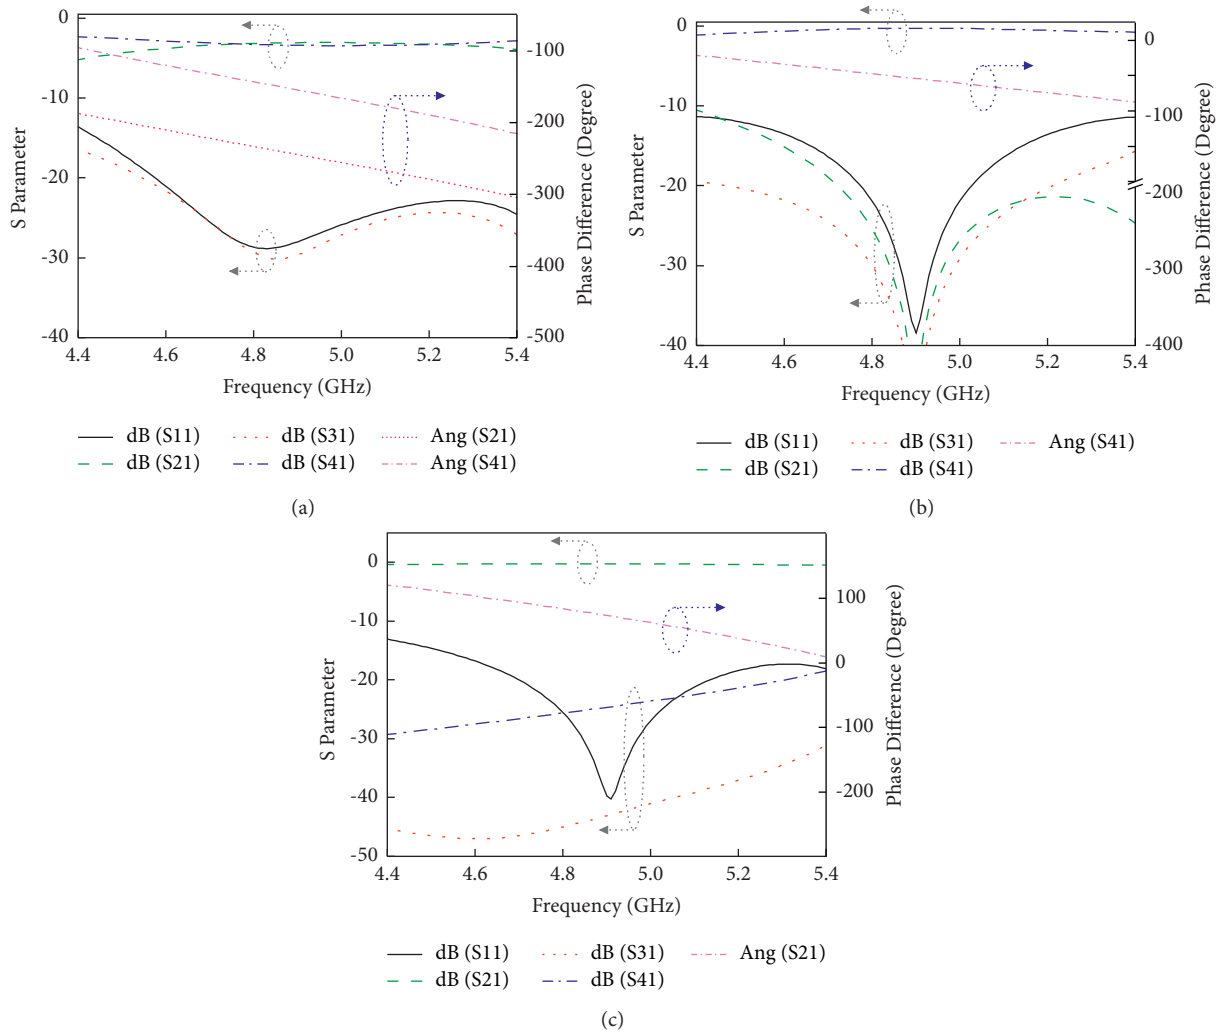 0
-10
-20
-30
-40
S Parameter
-100
-200
-300
-400
-500
Phase Difference (Degree)
4.4 4.6 4.8 5.0 5.2 5.4
Frequency (GHz)
dB (S11) dB (S31) Ang (S21)
dB (S21) dB (S41) Ang (S41)
(a)
0
-10
-20
-30
-40
S Parameter
0
-100
-200
-300
-400
Phase Difference (Degree)
4.4 4.6 4.8 5.0 5.2 5.4
Frequency (GHz)
dB (S11) dB (S31) Ang (S41)
dB (S21) dB (S41)
(b)
0
-10
-20
-30
-40
-50
S Parameter
100
0
-100
-200
Phase Difference (Degree)
4.4 4.6 4.8 5.0 5.2 5.4
Frequency (GHz)
dB (S11) dB (S31) Ang (S21)
dB (S21) dB (S41)
(c)